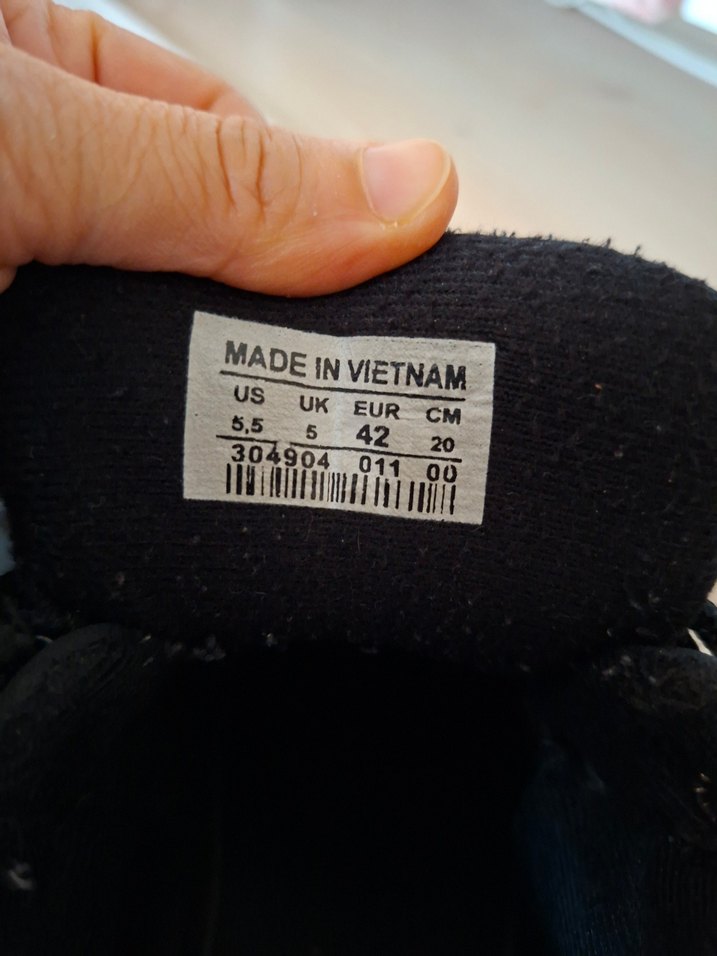 MADE IN VIETNAM
US UK EUR CM
5,5 5 42 20
304904 011 00